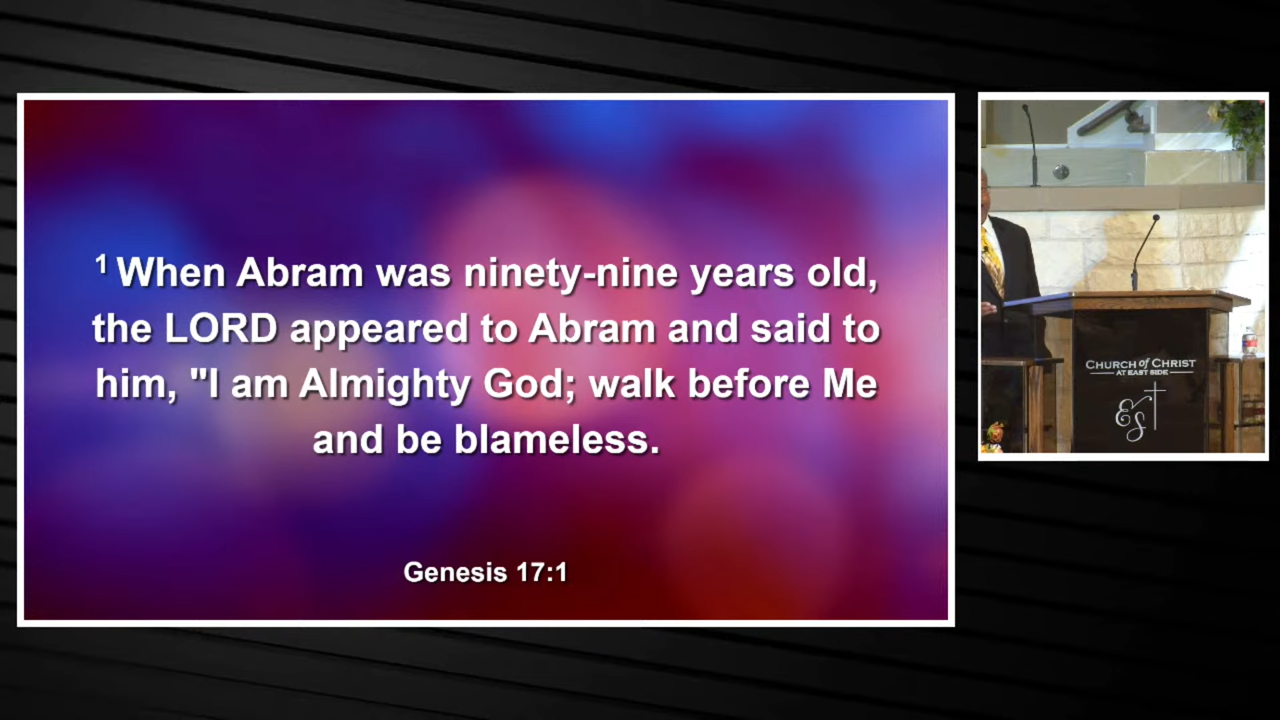 1 When Abram was ninety-nine years old,
the LORD appeared to Abram and said to
him, "I am Almighty God; walk before Me
and be blameless.
Genesis 17:1
CHURCH of CHRIST
AT EAST SIDE
ES